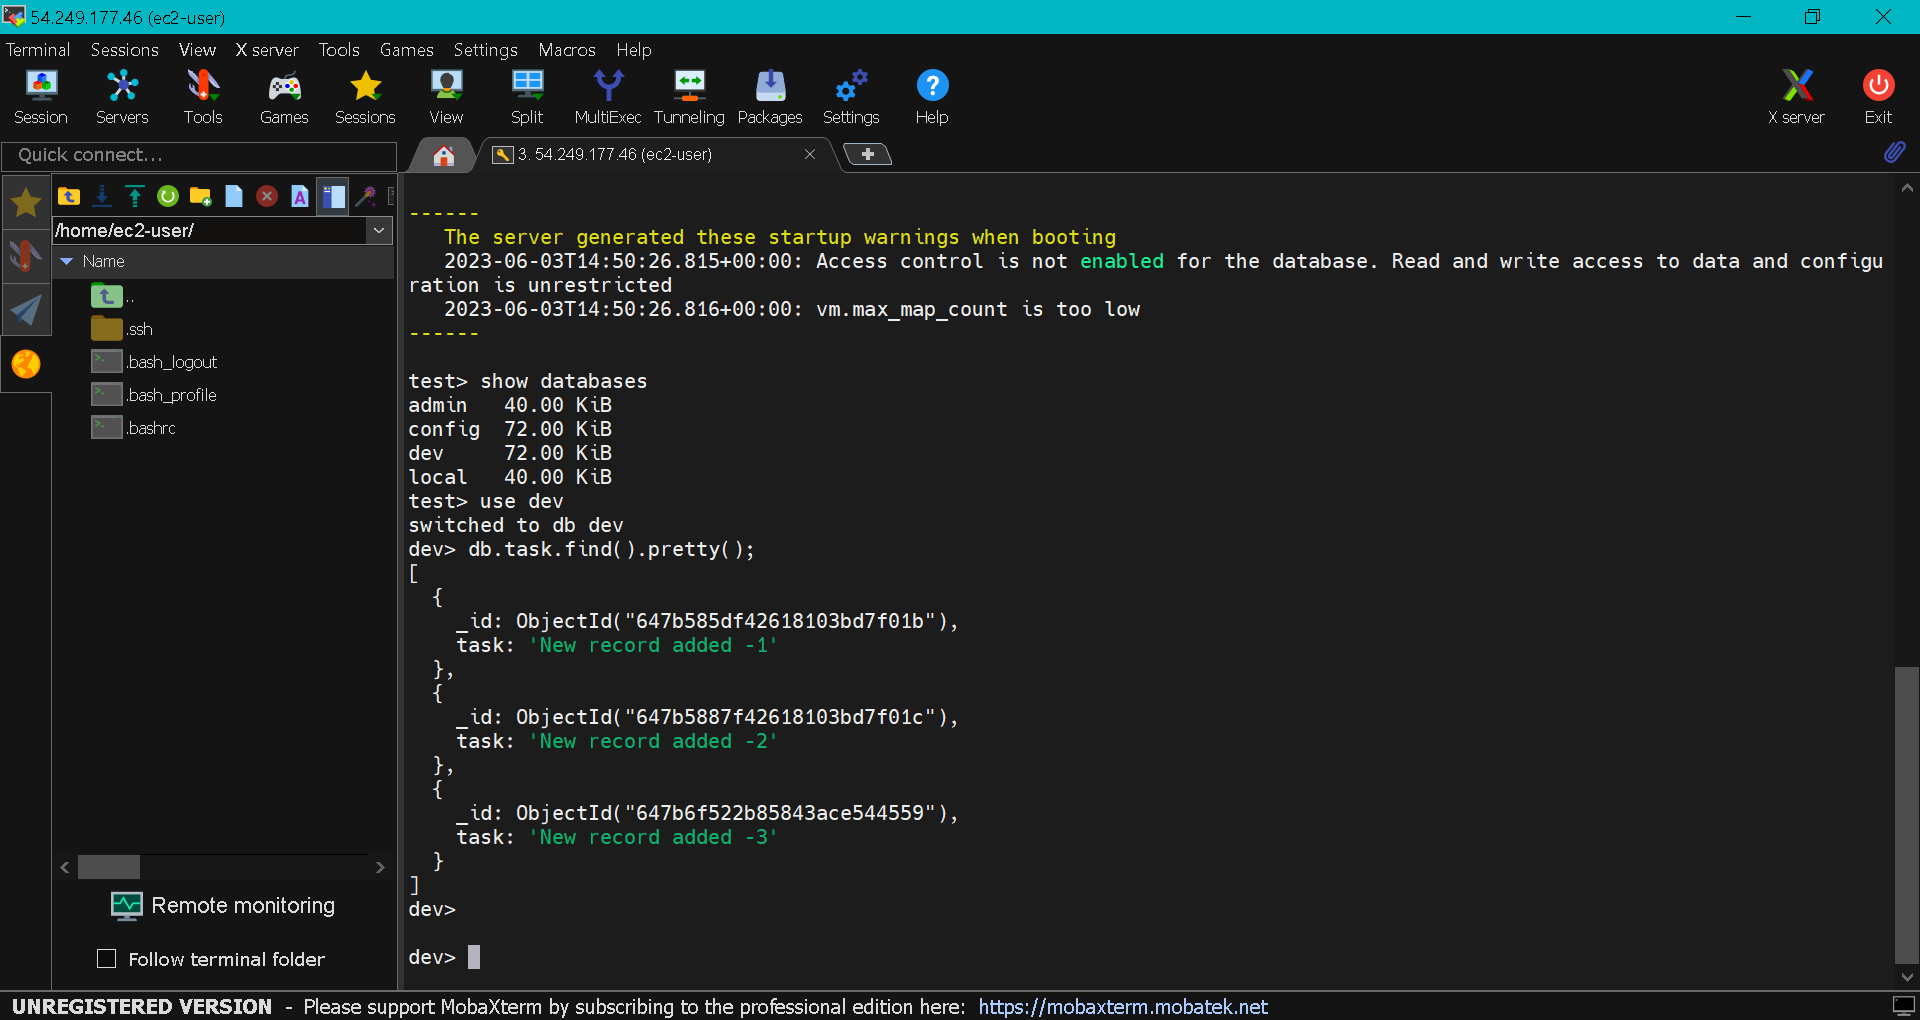 54.249.177.46 (ec2-user)
Terminal Sessions View X server Tools Games Settings Macros Help
Session Servers Tools Games Sessions View Split MultiExec Tunneling Packages Settings Help X server Exit
Quick connect...
3. 54.249.177.46 (ec2-user)
/home/ec2-user/
Name
..
.ssh
.bash_logout
.bash_profile
.bashrc
Remote monitoring
Follow terminal folder
------
The server generated these startup warnings when booting
2023-06-03T14:50:26.815+00:00: Access control is not enabled for the database. Read and write access to data and configu
ration is unrestricted
2023-06-03T14:50:26.816+00:00: vm.max_map_count is too low
------
test> show databases
admin   40.00 KiB
config  72.00 KiB
dev     72.00 KiB
local   40.00 KiB
test> use dev
switched to db dev
dev> db.task.find().pretty();
[
  {
    _id: ObjectId("647b585df42618103bd7f01b"),
    task: 'New record added -1'
  },
  {
    _id: ObjectId("647b5887f42618103bd7f01c"),
    task: 'New record added -2'
  },
  {
    _id: ObjectId("647b6f522b85843ace544559"),
    task: 'New record added -3'
  }
]
dev>
dev>
UNREGISTERED VERSION - Please support MobaXterm by subscribing to the professional edition here: https://mobaxterm.mobatek.net